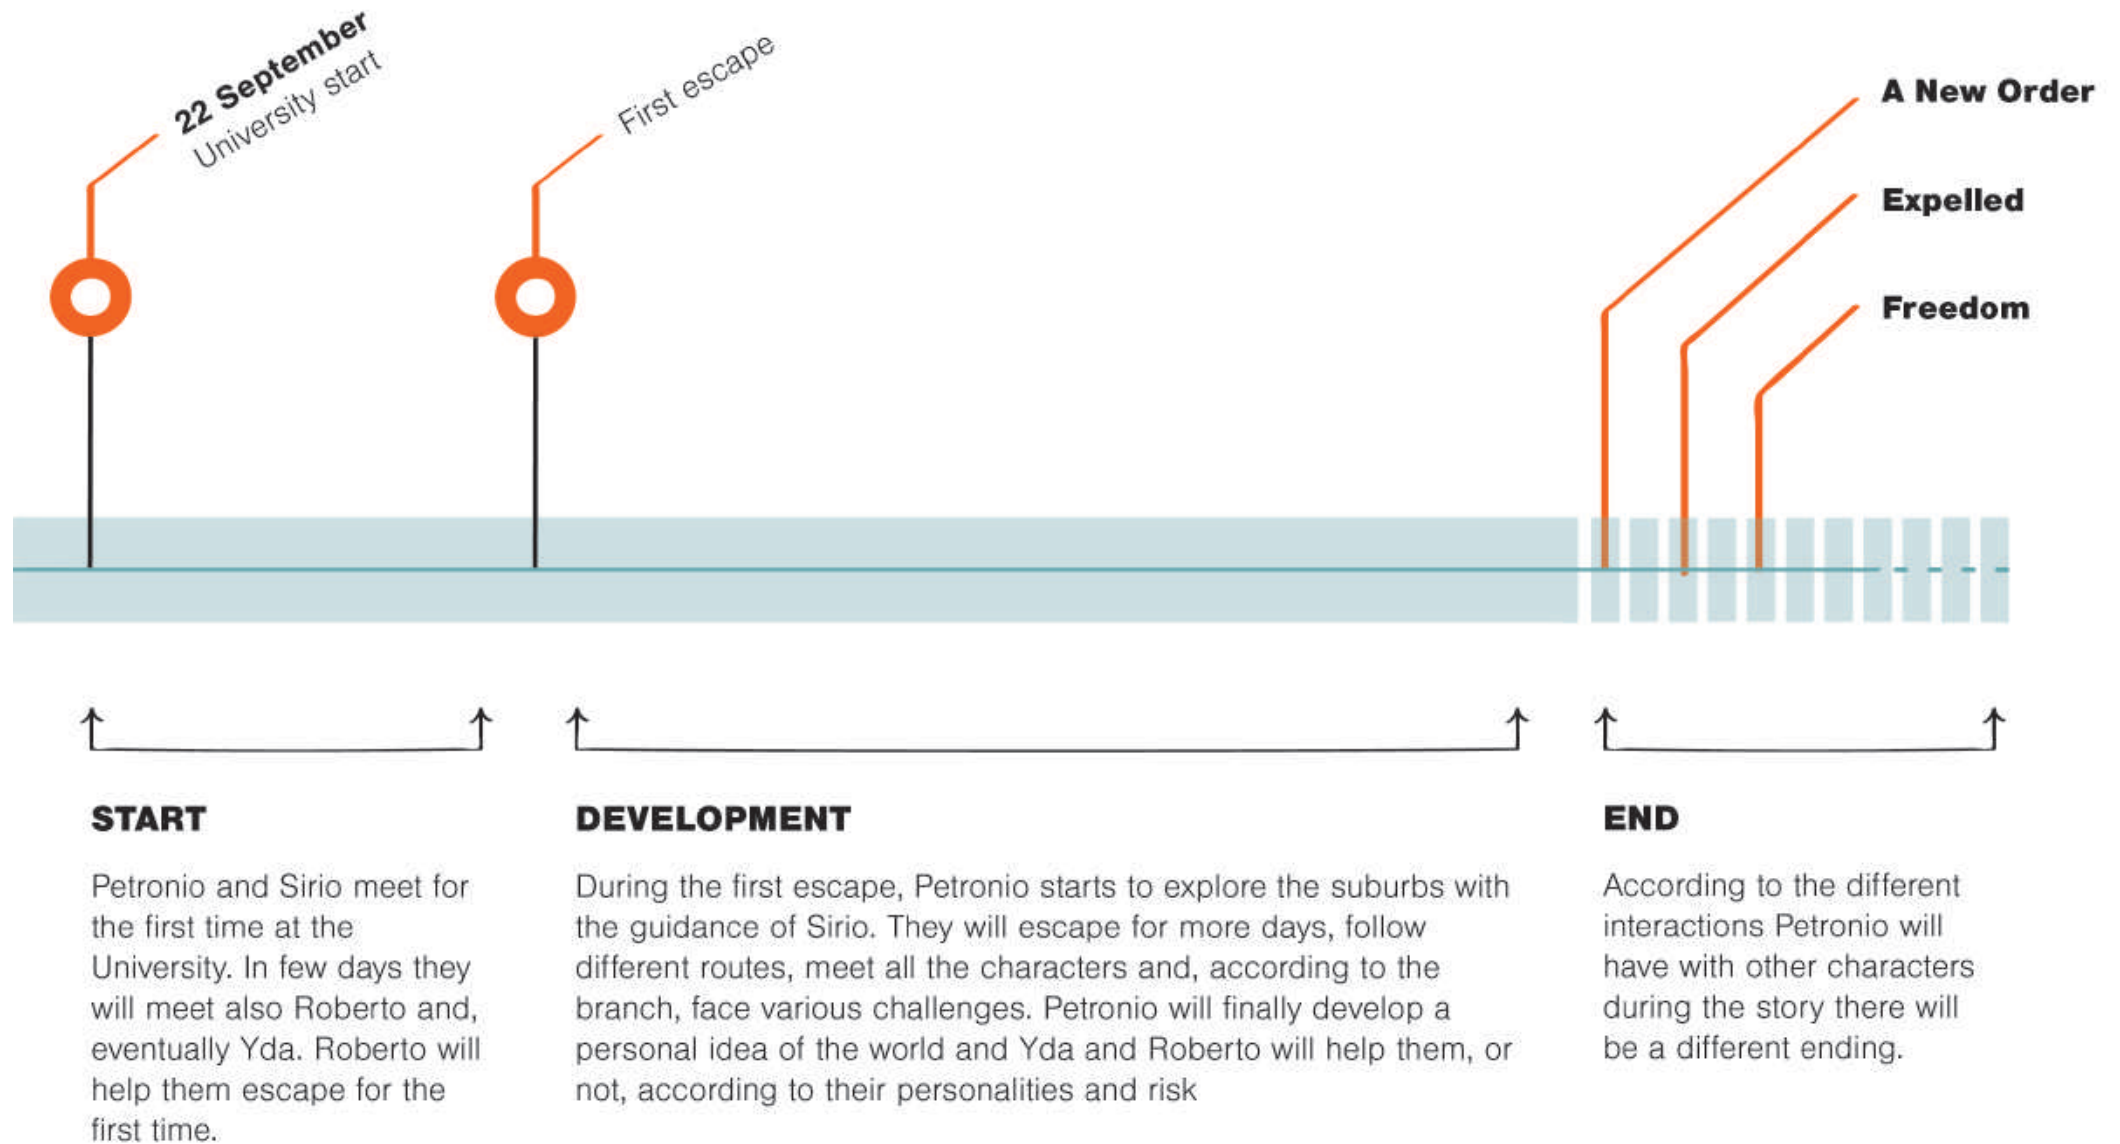 22 September
University start
First escape
A New Order
Expelled
Freedom
START
Petronio and Sirio meet for
the first time at the
University. In few days they
will meet also Roberto and,
eventually Yda. Roberto will
help them escape for the
first time.
DEVELOPMENT
During the first escape, Petronio starts to explore the suburbs with
the guidance of Sirio. They will escape for more days, follow
different routes, meet all the characters and, according to the
branch, face various challenges. Petronio will finally develop a
personal idea of the world and Yda and Roberto will help them, or
not, according to their personalities and risk
END
According to the different
interactions Petronio will
have with other characters
during the story there will
be a different ending.